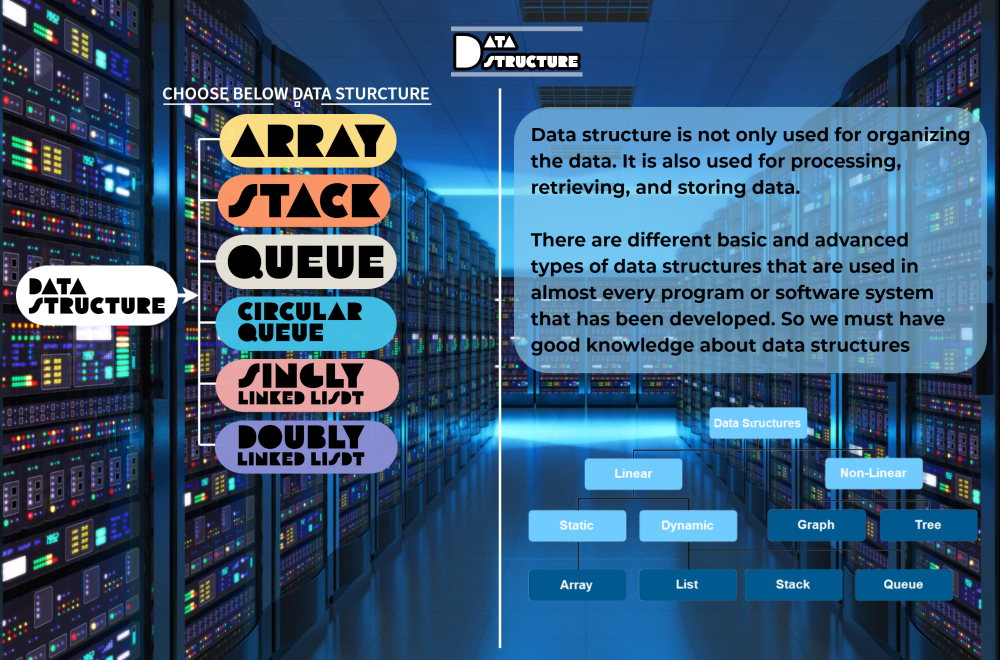 DATA
STRUCTURE
CHOOSE BELOW DATA STURCTURE
ARRAY
STACK
QUEUE
CIRCULAR
QUEUE
SINGLY
LINKED LISDT
DOUBLY
LINKED LISDT
DATA
STRUCTURE
Data structure is not only used for organizing
the data. It is also used for processing,
retrieving, and storing data.
There are different basic and advanced
types of data structures that are used in
almost every program or software system
that has been developed. So we must have
good knowledge about data structures
Data Structures
Linear
Non-Linear
Static
Dynamic
Graph
Tree
Array
List
Stack
Queue